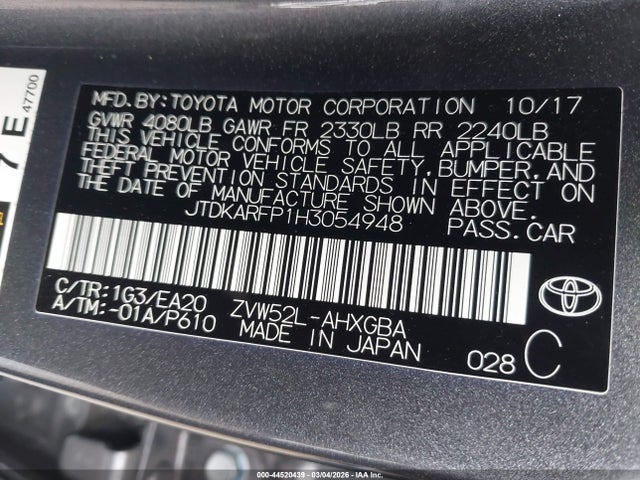 MFD.BY:TOYOTA MOTOR CORPORATION 10/17
GVWR 4080LB GAWR FR 2330LB RR 2240LB
THIS VEHICLE CONFORMS TO ALL APPLICABLE
FEDERAL MOTOR VEHICLE SAFETY,BUMPER,AND
THEFT PREVENTION STANDARDS IN EFFECT ON
THE DATE OF MANUFACTURE SHOWN ABOVE.
JTDKARFP1H3054948 PASS.CAR
C/TR:1G3/EA20 ZVW52L-AHXGBA
A/TM:-01A/P610 MADE IN JAPAN
028 C
TOYOTA
7E
47700
000-44520439 - 03/04/2026 - IAA Inc.